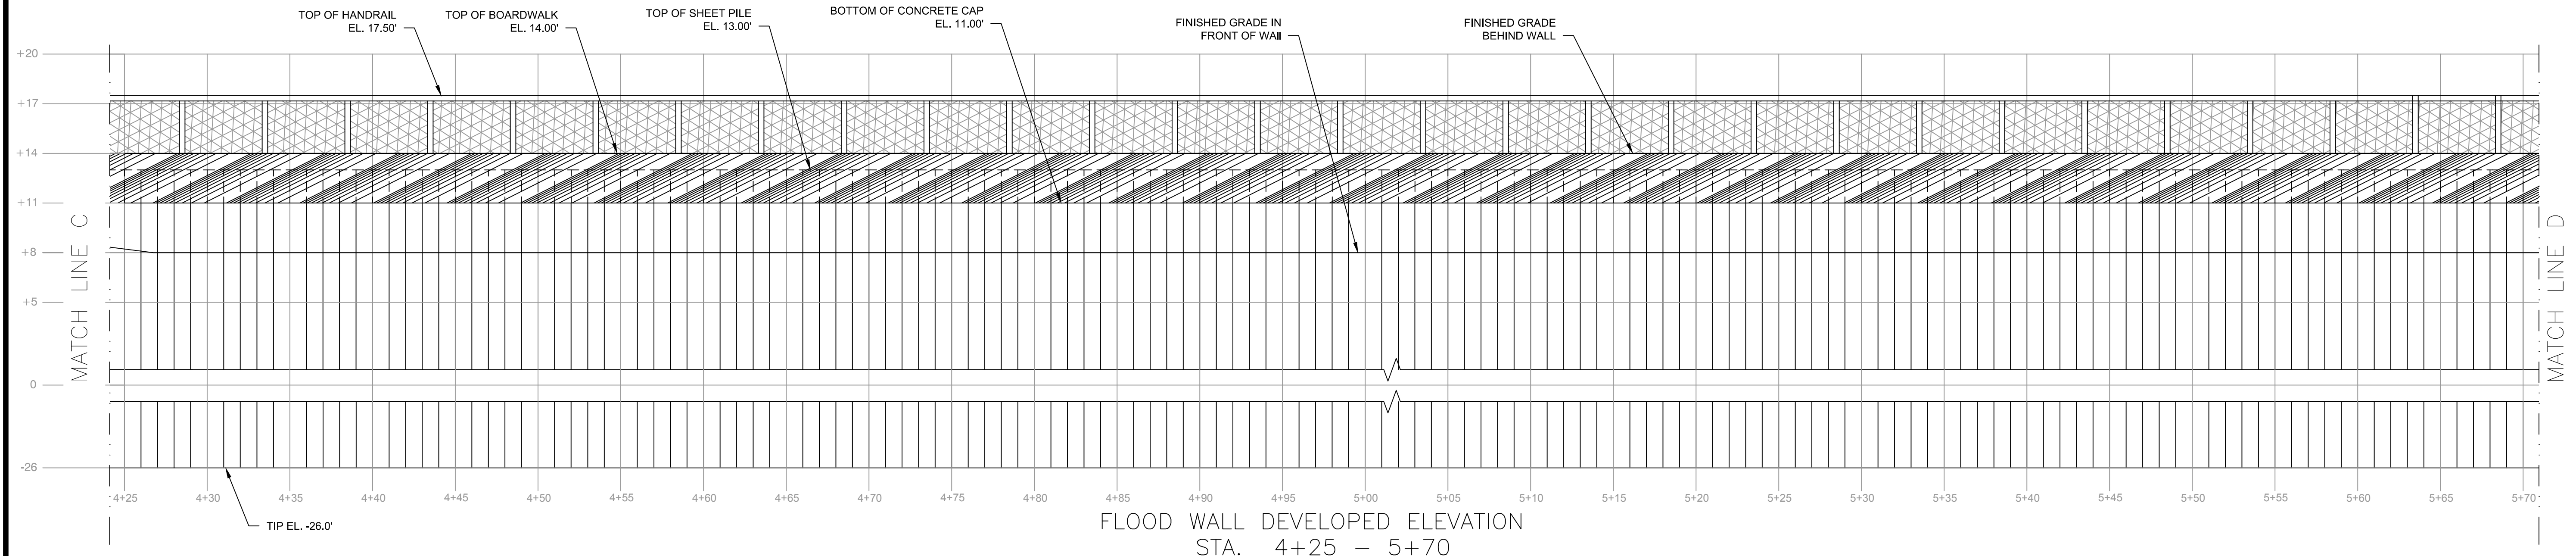 TOP OF HANDRAIL
EL. 17.50'
TOP OF BOARDWALK
EL. 14.00'
TOP OF SHEET PILE
EL. 13.00'
BOTTOM OF CONCRETE CAP
EL. 11.00'
FINISHED GRADE IN
FRONT OF WAll
FINISHED GRADE
BEHIND WALL
+20
+17
+14
+11
+8
+5
0
-26
MATCH LINE C
MATCH LINE D
4+25 4+30 4+35 4+40 4+45 4+50 4+55 4+60 4+65 4+70 4+75 4+80 4+85 4+90 4+95 5+00 5+05 5+10 5+15 5+20 5+25 5+30 5+35 5+40 5+45 5+50 5+55 5+60 5+65 5+70
TIP EL. -26.0'
FLOOD WALL DEVELOPED ELEVATION
STA. 4+25 - 5+70